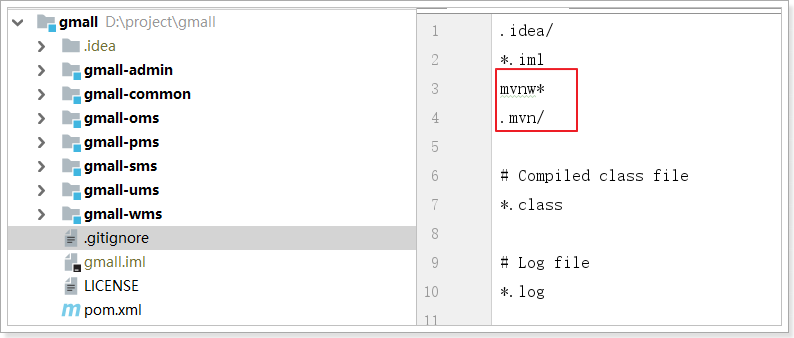 gmall D:\project\gmall
.idea
gmall-admin
gmall-common
gmall-oms
gmall-pms
gmall-sms
gmall-ums
gmall-wms
.gitignore
gmall.iml
LICENSE
m pom.xml
1 .idea/
2 *.iml
3 mvnw*
4 .mvn/
5
6 # Compiled class file
7 *.class
8
9 # Log file
10 *.log
11